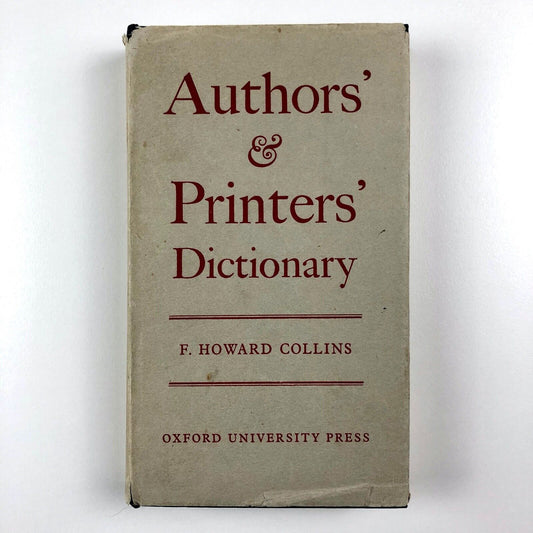 Authors’
&
Printers’
Dictionary
F. HOWARD COLLINS
OXFORD UNIVERSITY PRESS